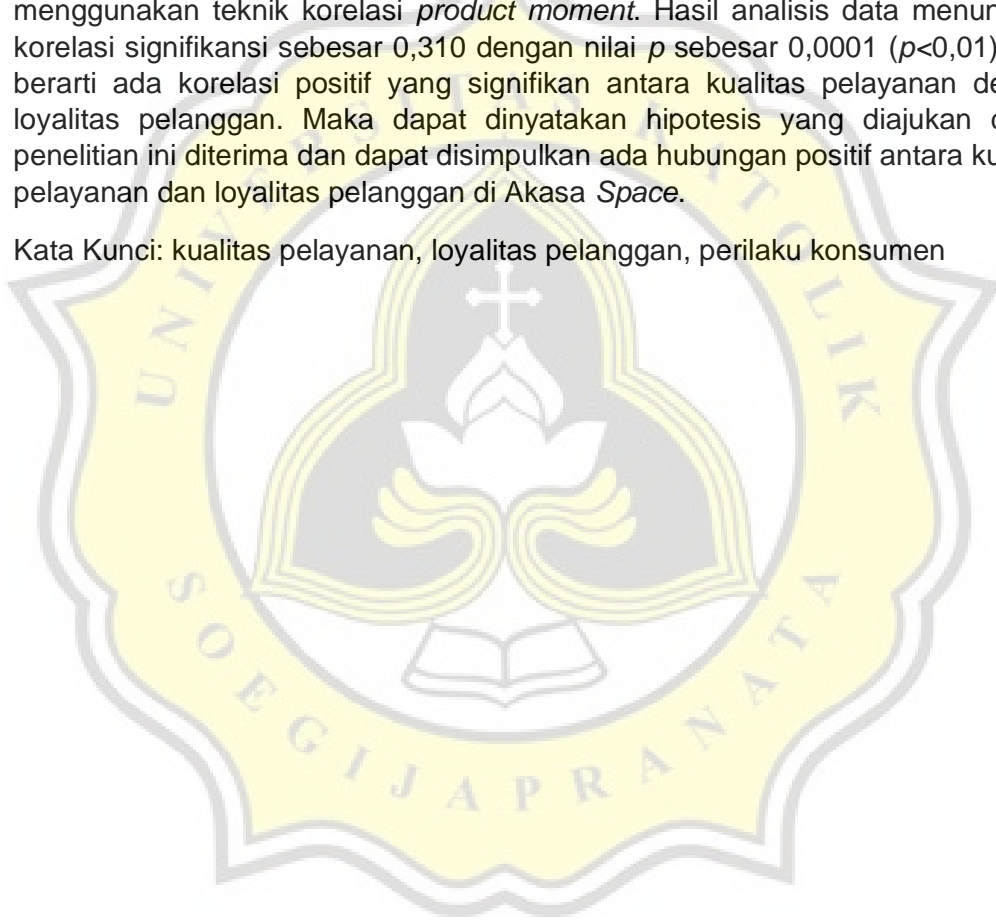 menggunakan teknik korelasi product moment. Hasil analisis data menun
korelasi signifikansi sebesar 0,310 dengan nilai p sebesar 0,0001 (p<0,01)
berarti ada korelasi positif yang signifikan antara kualitas pelayanan de
loyalitas pelanggan. Maka dapat dinyatakan hipotesis yang diajukan
penelitian ini diterima dan dapat disimpulkan ada hubungan positif antara ku
pelayanan dan loyalitas pelanggan di Akasa Space.
Kata Kunci: kualitas pelayanan, loyalitas pelanggan, perilaku konsumen
UNIVERSITAS KATOLIK
SOEGIJAPRANATA